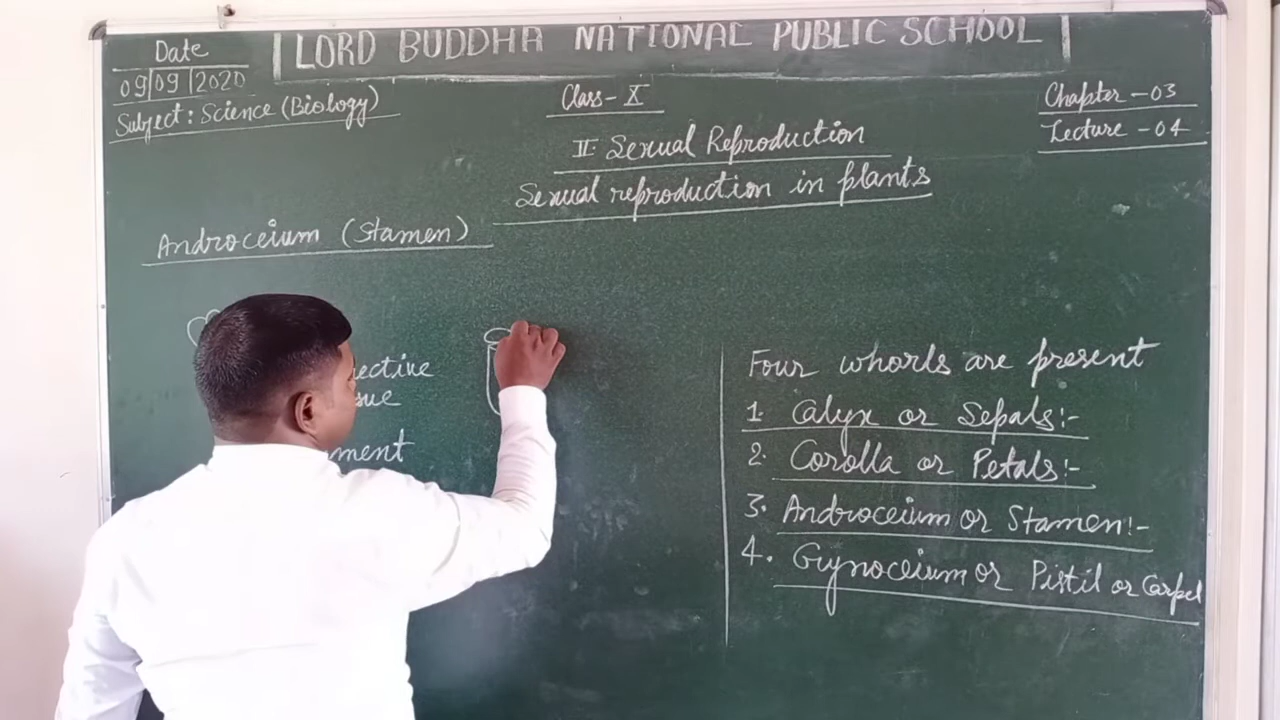 Date
LORD BUDDHA NATIONAL PUBLIC SCHOOL
09/09/2020
Subject: Science (Biology)
Class - X
Chapter - 03
Lecture - 04
II. Sexual Reproduction
Sexual reproduction in plants
Androceium (Stamen)
Four whorls are present
1. Calyx or Sepals:-
2. Corolla or Petals:-
3. Androceium or Stamen:-
4. Gynoceium or Pistil or Carpel